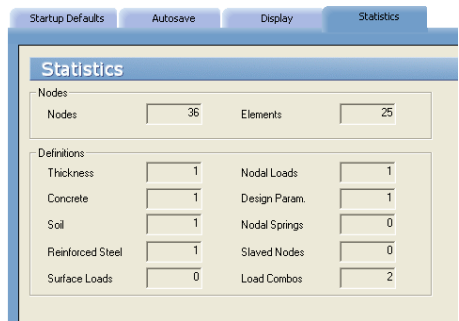 Startup Defaults Autosave Display Statistics
Statistics
Nodes
Nodes 36 Elements 25
Definitions
Thickness 1 Nodal Loads 1
Concrete 1 Design Param. 1
Soil 1 Nodal Springs 0
Reinforced Steel 1 Slaved Nodes 0
Surface Loads 0 Load Combos 2